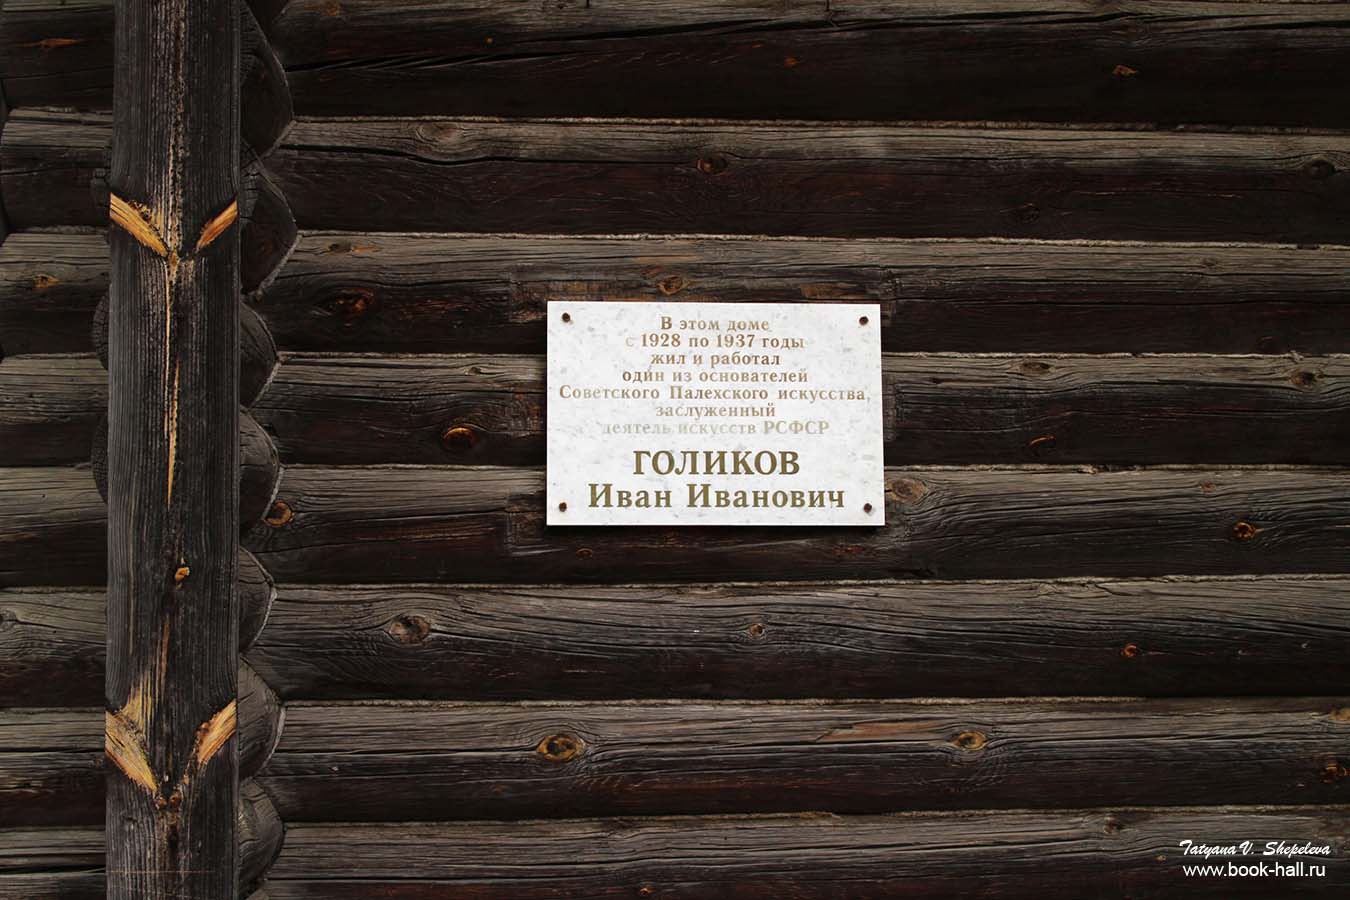 В этом доме
с 1928 по 1937 годы
жил и работал
один из основателей
Советского Палехского искусства,
заслуженный
деятель искусств РСФСР
ГОЛИКОВ
Иван Иванович
Tatyana V. Shepeleva
www.book-hall.ru